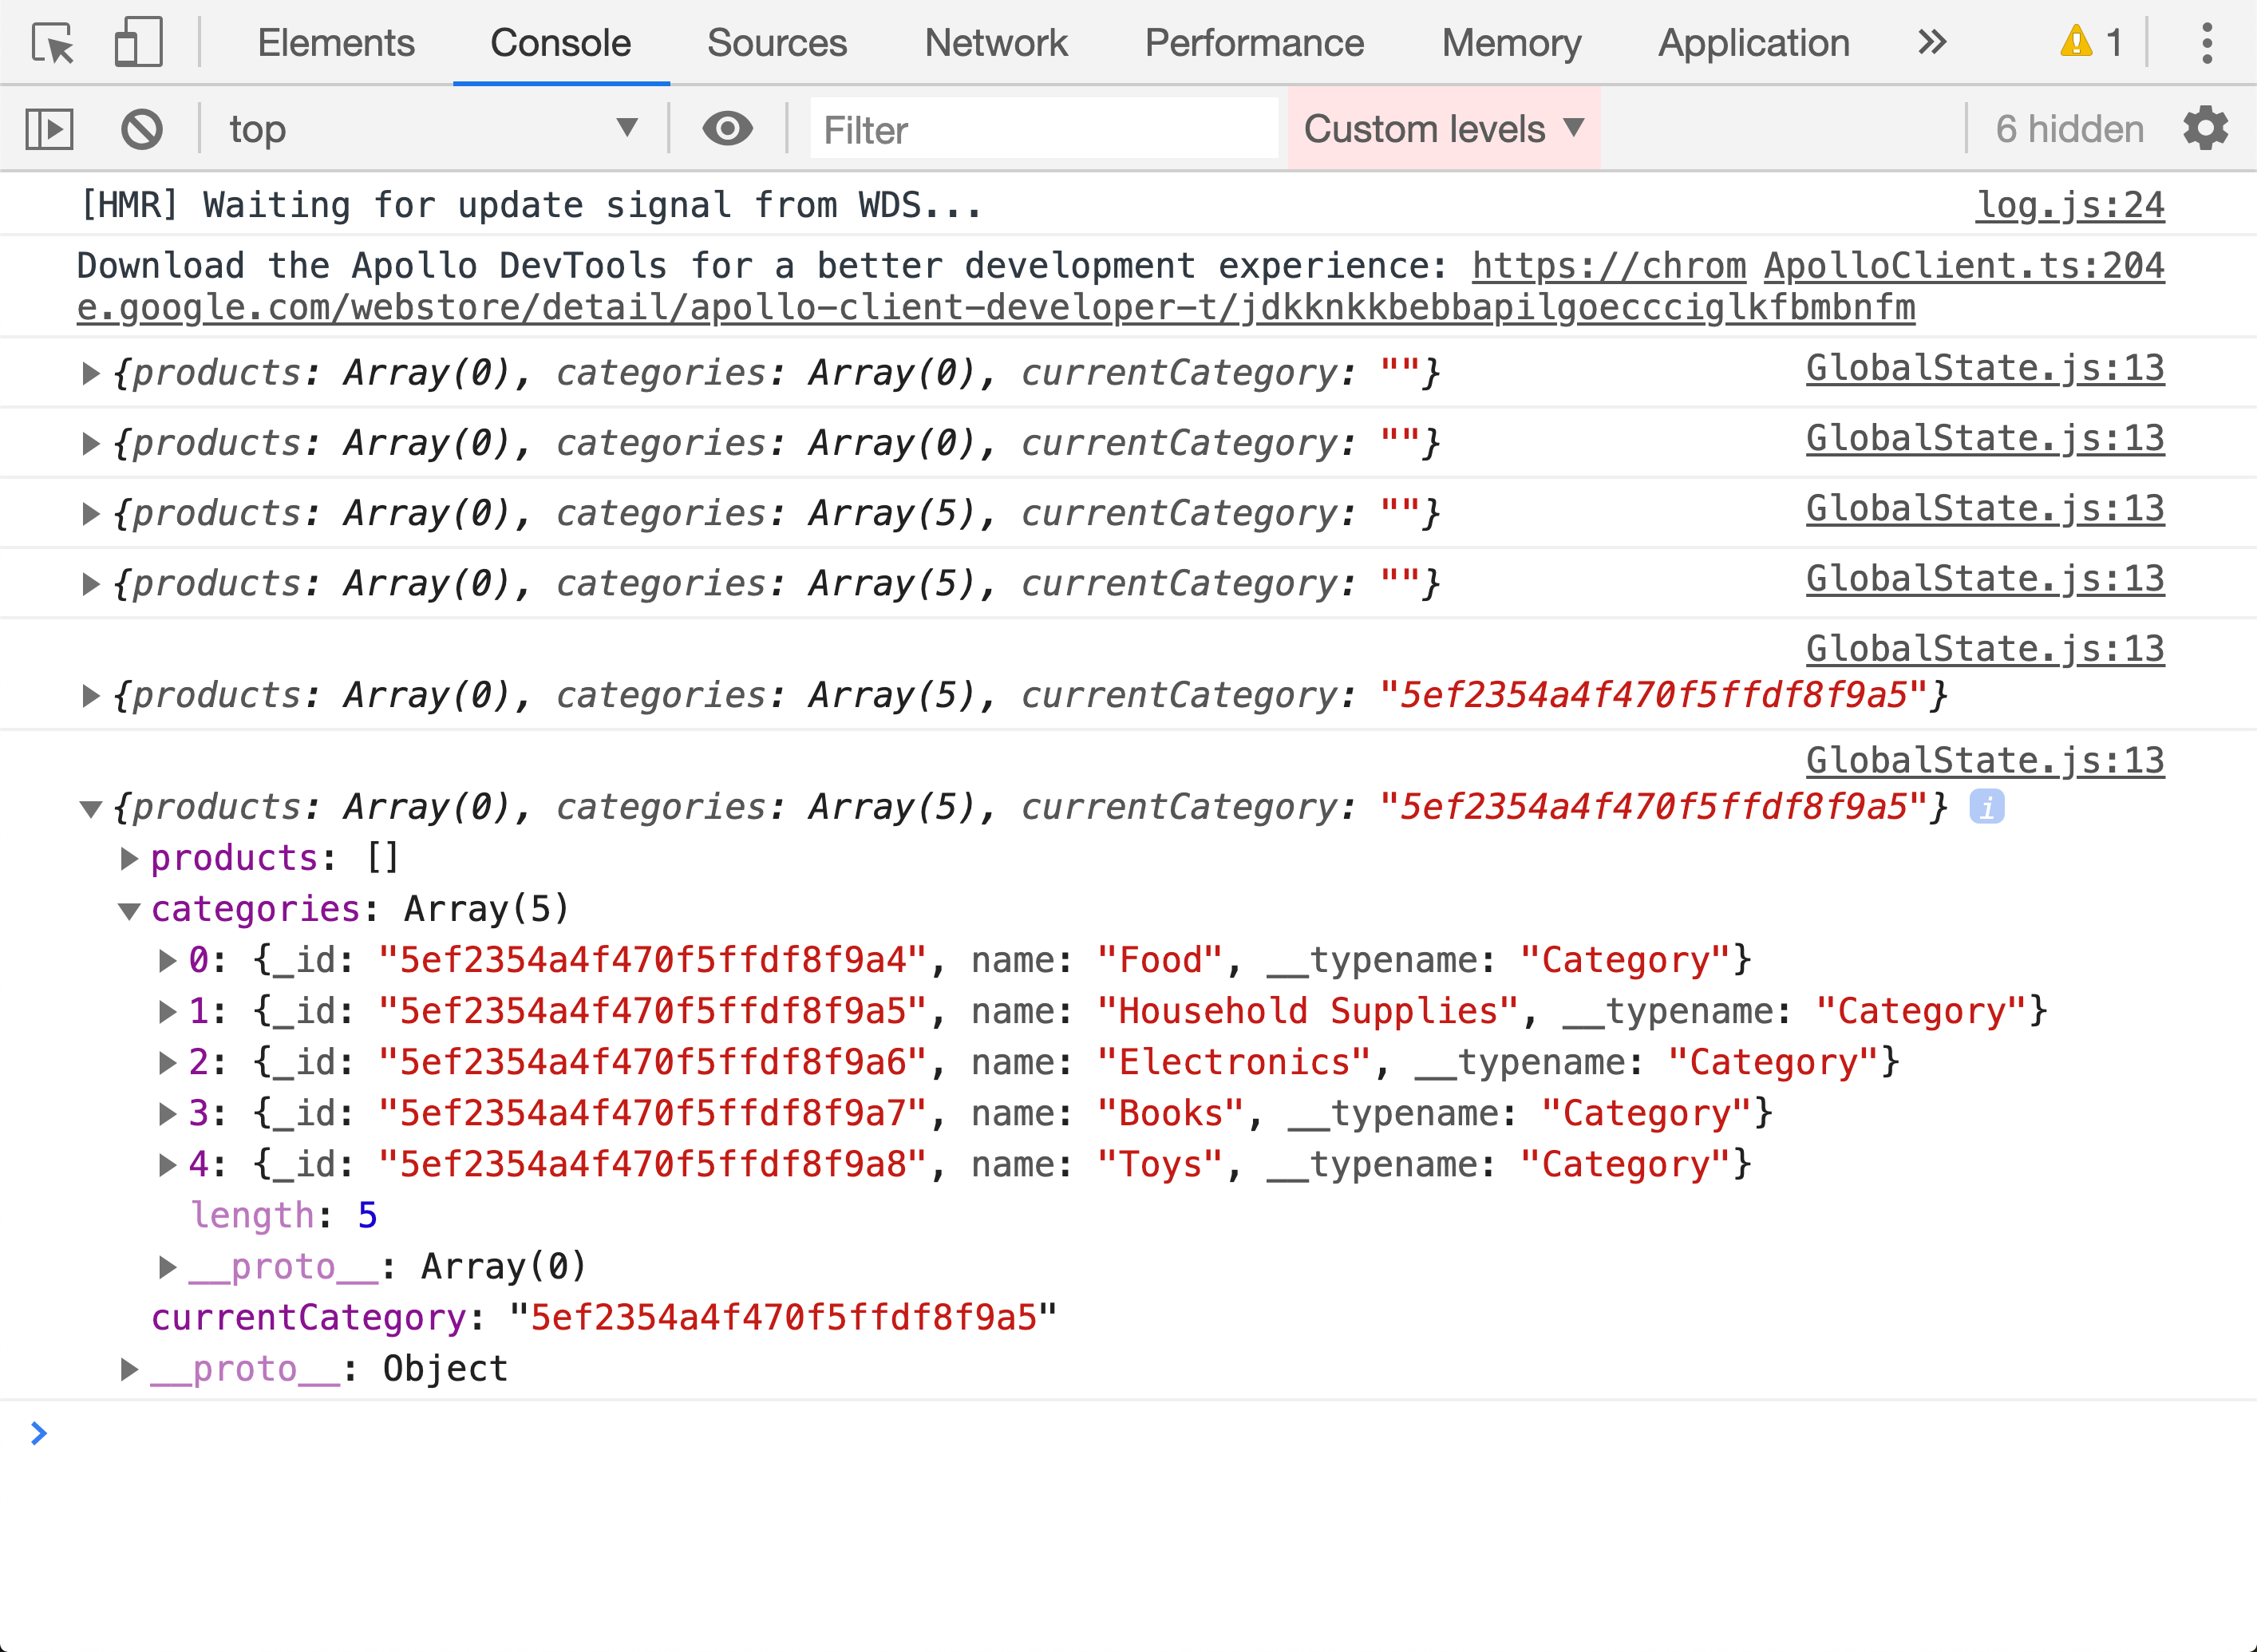 Elements Console Sources Network Performance Memory Application » 1
top Filter Custom levels 6 hidden
[HMR] Waiting for update signal from WDS... log.js:24
Download the Apollo DevTools for a better development experience: https://chrom ApolloClient.ts:204
e.google.com/webstore/detail/apollo-client-developer-t/jdkknkkbebbapilgoeccciglkfbmbnfm
{products: Array(0), categories: Array(0), currentCategory: ""} GlobalState.js:13
{products: Array(0), categories: Array(0), currentCategory: ""} GlobalState.js:13
{products: Array(0), categories: Array(5), currentCategory: ""} GlobalState.js:13
{products: Array(0), categories: Array(5), currentCategory: ""} GlobalState.js:13
GlobalState.js:13
{products: Array(0), categories: Array(5), currentCategory: "5ef2354a4f470f5ffdf8f9a5"}
GlobalState.js:13
{products: Array(0), categories: Array(5), currentCategory: "5ef2354a4f470f5ffdf8f9a5"} i
products: []
categories: Array(5)
0: {_id: "5ef2354a4f470f5ffdf8f9a4", name: "Food", __typename: "Category"}
1: {_id: "5ef2354a4f470f5ffdf8f9a5", name: "Household Supplies", __typename: "Category"}
2: {_id: "5ef2354a4f470f5ffdf8f9a6", name: "Electronics", __typename: "Category"}
3: {_id: "5ef2354a4f470f5ffdf8f9a7", name: "Books", __typename: "Category"}
4: {_id: "5ef2354a4f470f5ffdf8f9a8", name: "Toys", __typename: "Category"}
length: 5
__proto__: Array(0)
currentCategory: "5ef2354a4f470f5ffdf8f9a5"
__proto__: Object